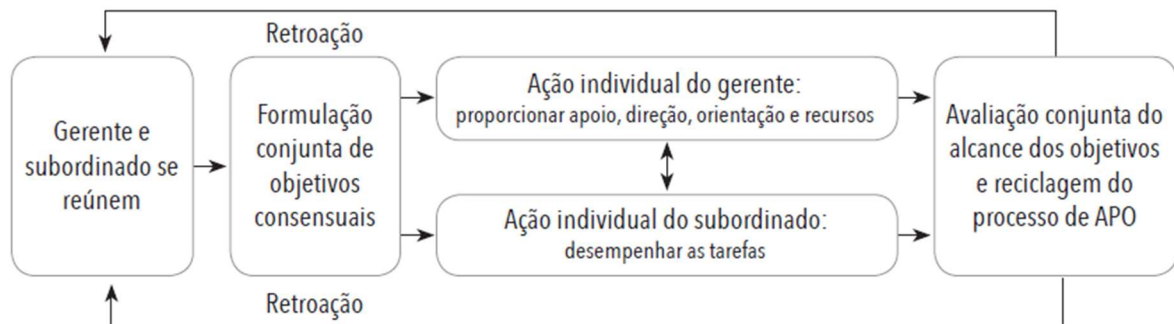 Retroação
Gerente e
subordinado se
reúnem
Formulação
conjunta de
objetivos
consensuais
Ação individual do gerente:
proporcionar apoio, direção, orientação e recursos
Ação individual do subordinado:
desempenhar as tarefas
Avaliação conjunta do
alcance dos objetivos
e reciclagem do
processo de APO
Retroação